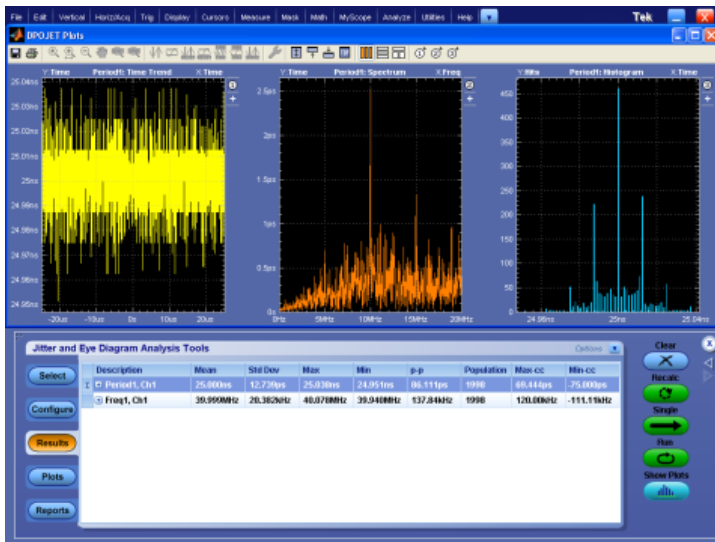 File Edit Vertical Horiz/Acq Trig Display Cursors Measure Mask Math MyScope Analyze Utilities Help Tek
DPOJET Plots
Y:Time Period1: Time Trend X:Time
25.04ns
25.03ns
25.02ns
25.01ns
25ns
24.99ns
24.98ns
24.97ns
24.96ns
24.95ns
-20us -10us 0s 10us 20us
1
Y:Time Period1: Spectrum X:Freq
2.5ps
2ps
1.5ps
1ps
0.5ps
0s
0Hz 5MHz 10MHz 15MHz 20MHz
2
Y:Hits Period1: Histogram X:Time
450
400
350
300
250
200
150
100
50
0
24.96ns 25ns 25.04ns
3
Jitter and Eye Diagram Analysis Tools
Options
Clear
Select
Configure
Results
Plots
Reports
Description Mean Std Dev Max Min p-p Population Max-cc Min-cc
Period1, Ch1 25.000ns 12.739ps 25.038ns 24.951ns 86.111ps 1998 69.444ps -75.000ps
Freq1, Ch1 39.999MHz 20.382kHz 40.078MHz 39.940MHz 137.84kHz 1998 120.00kHz -111.11kHz
Recalc
Single
Run
Show Plots